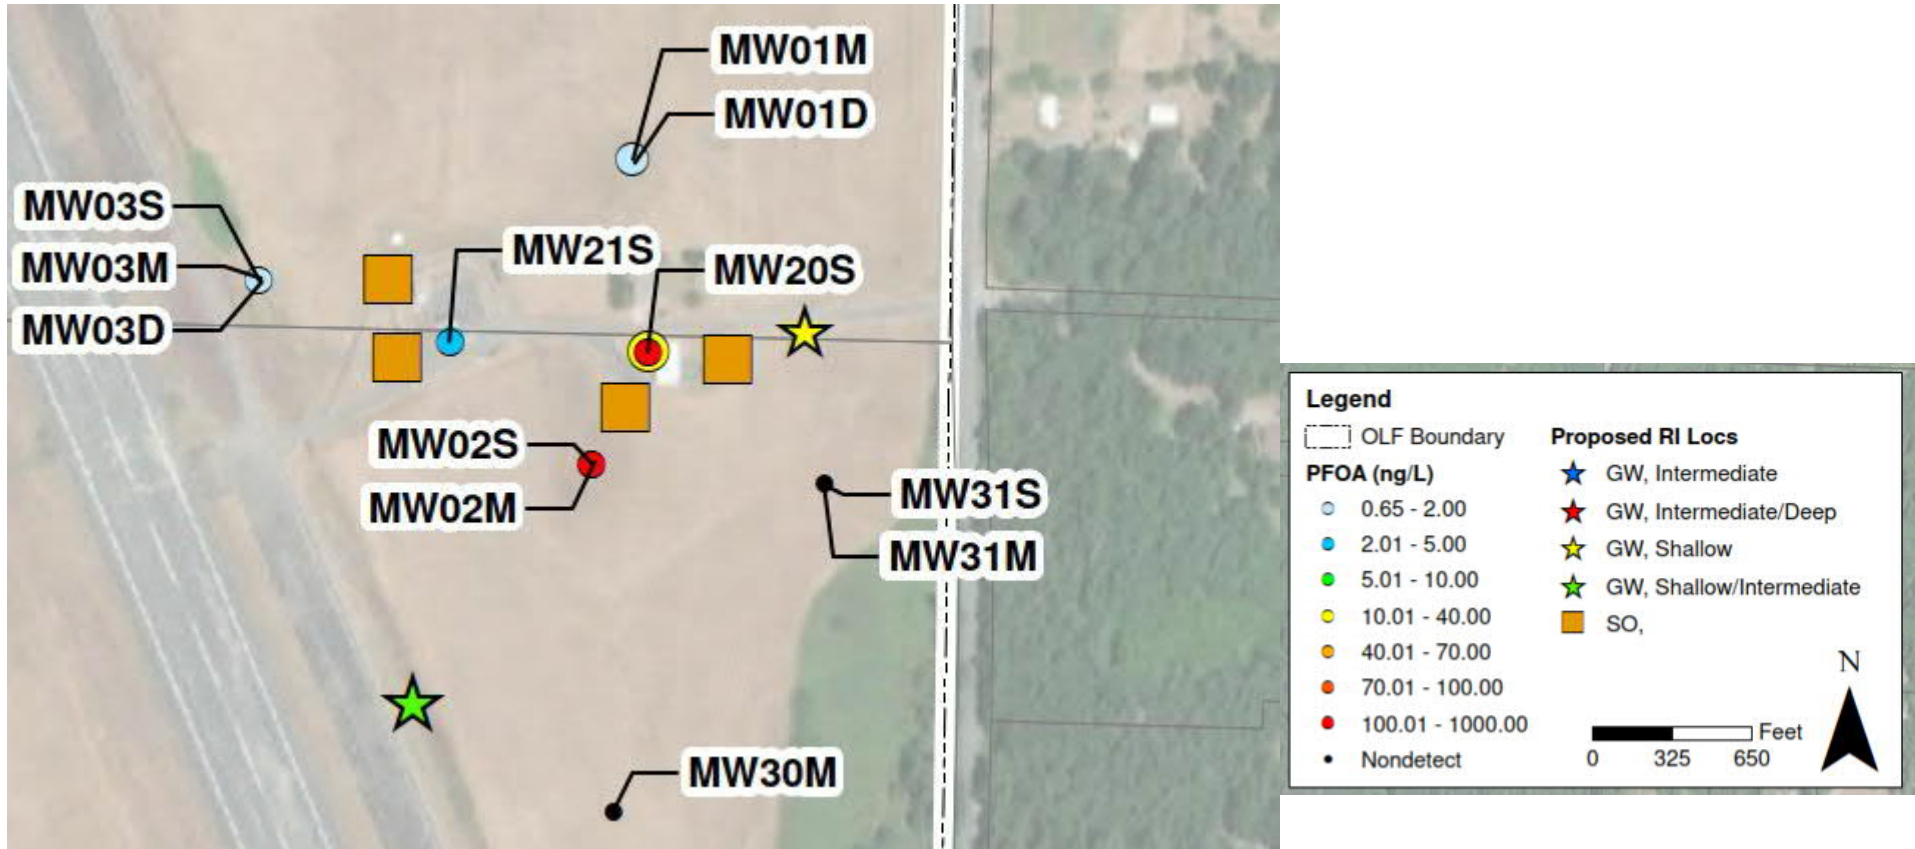 MW01M
MW01D
MW03S
MW03M
MW03D
MW21S
MW20S
MW02S
MW02M
MW31S
MW31M
MW30M
Legend
OLF Boundary
PFOA (ng/L)
0.65 - 2.00
2.01 - 5.00
5.01 - 10.00
10.01 - 40.00
40.01 - 70.00
70.01 - 100.00
100.01 - 1000.00
Nondetect
Proposed RI Locs
GW, Intermediate
GW, Intermediate/Deep
GW, Shallow
GW, Shallow/Intermediate
SO,
N
Feet
0 325 650